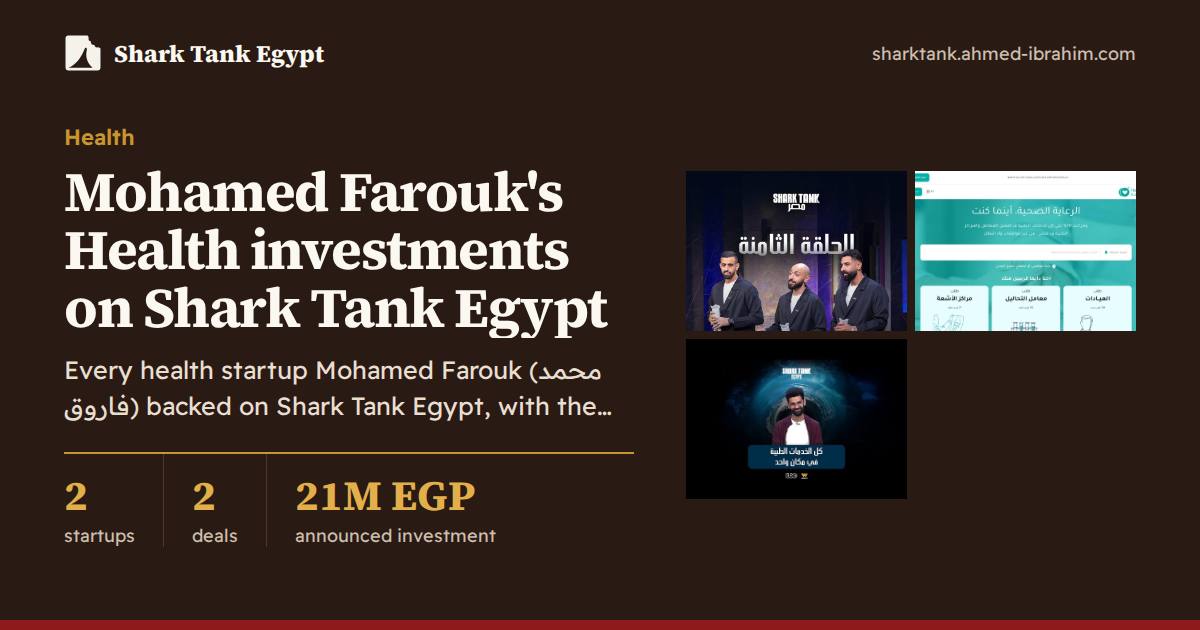 Shark Tank Egypt
sharktank.ahmed-ibrahim.com
Health
Mohamed Farouk's
Health investments
on Shark Tank Egypt
Every health startup Mohamed Farouk (محمد
فاروق) backed on Shark Tank Egypt, with the...
2
startups
2
deals
21M EGP
announced investment
SHARK TANK
مصر
الحلقة الثامنة
الرعاية الصحية. أينما كنت
العيادات
معامل التحاليل
مراكز الأشعة
SHARK TANK
كل الخدمات الطبية
في مكان واحد